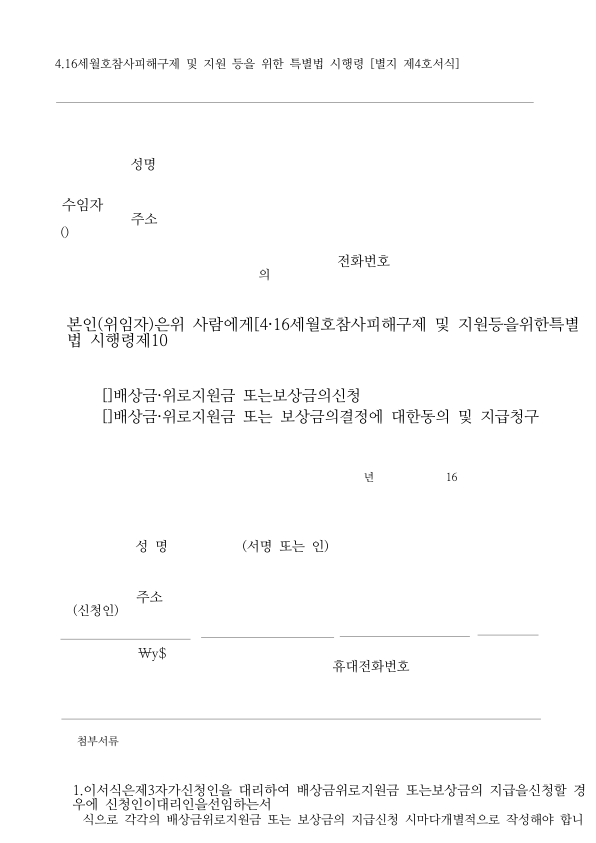 4.16세월호참사피해구제 및 지원 등을 위한 특별법 시행령 [별지 제4호서식]
성명
수임자
주소
()
전화번호
의
본인(위임자)은위 사람에게[4·16세월호참사피해구제 및 지원등을위한특별
법 시행령제10
[]배상금·위로지원금 또는보상금의신청
[]배상금·위로지원금 또는 보상금의결정에 대한동의 및 지급청구
년 16
성 명 (서명 또는 인)
주소
(신청인)
₩y$
휴대전화번호
첨부서류
1.이서식은제3자가신청인을 대리하여 배상금위로지원금 또는보상금의 지급을신청할 경
우에 신청인이대리인을선임하는서
식으로 각각의 배상금위로지원금 또는 보상금의 지급신청 시마다개별적으로 작성해야 합니